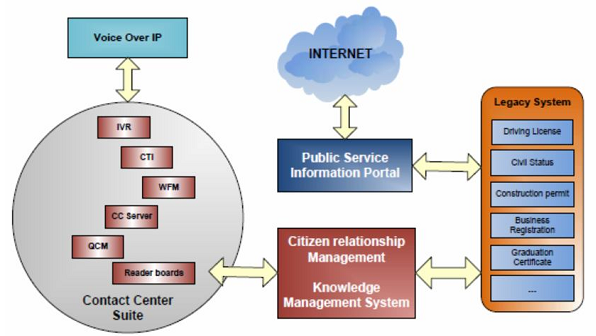 Voice Over IP
INTERNET
IVR
CTI
WFM
CC Server
QCM
Reader boards
Contact Center
Suite
Public Service
Information Portal
Citizen relationship
Management
Knowledge
Management System
Legacy System
Driving License
Civil Status
Construction permit
Business
Registration
Graduation
Certificate
...